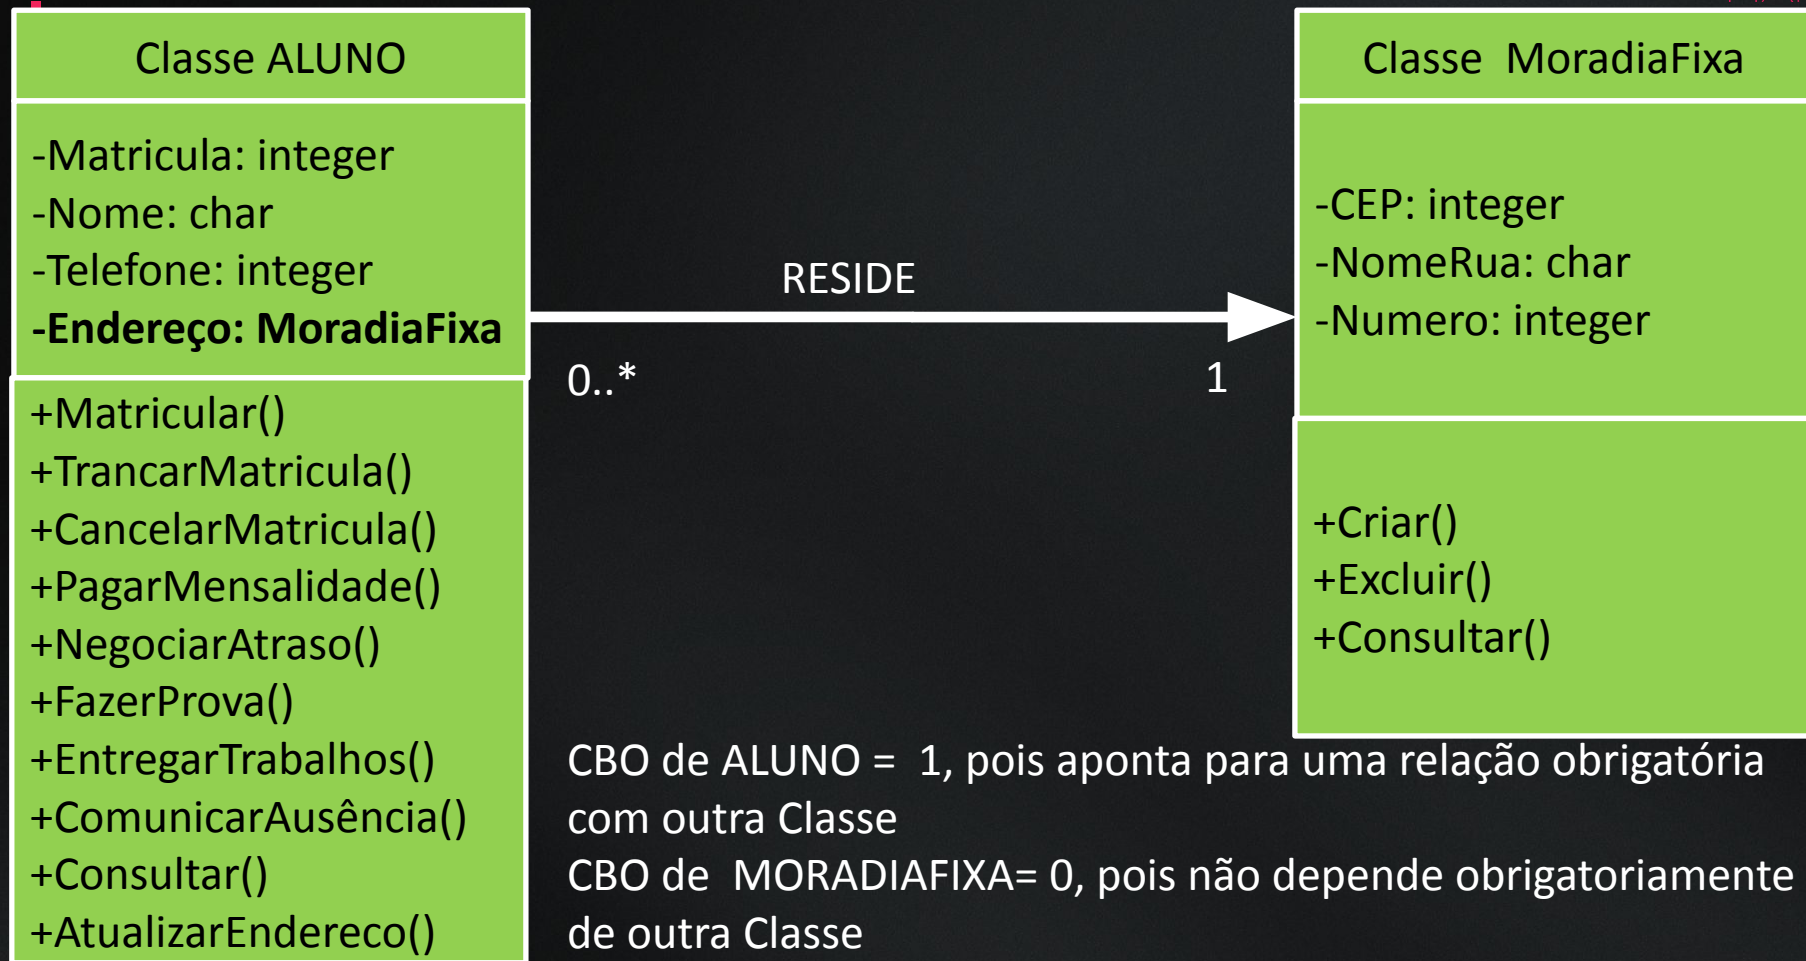 Classe ALUNO
-Matricula: integer
-Nome: char
-Telefone: integer
-Endereço: MoradiaFixa
+Matricular()
+TrancarMatricula()
+CancelarMatricula()
+PagarMensalidade()
+NegociarAtraso()
+FazerProva()
+EntregarTrabalhos()
+ComunicarAusência()
+Consultar()
+AtualizarEndereco()
RESIDE
0..*
1
Classe MoradiaFixa
-CEP: integer
-NomeRua: char
-Numero: integer
+Criar()
+Excluir()
+Consultar()
CBO de ALUNO = 1, pois aponta para uma relação obrigatória
com outra Classe
CBO de MORADIAFIXA= 0, pois não depende obrigatoriamente
de outra Classe